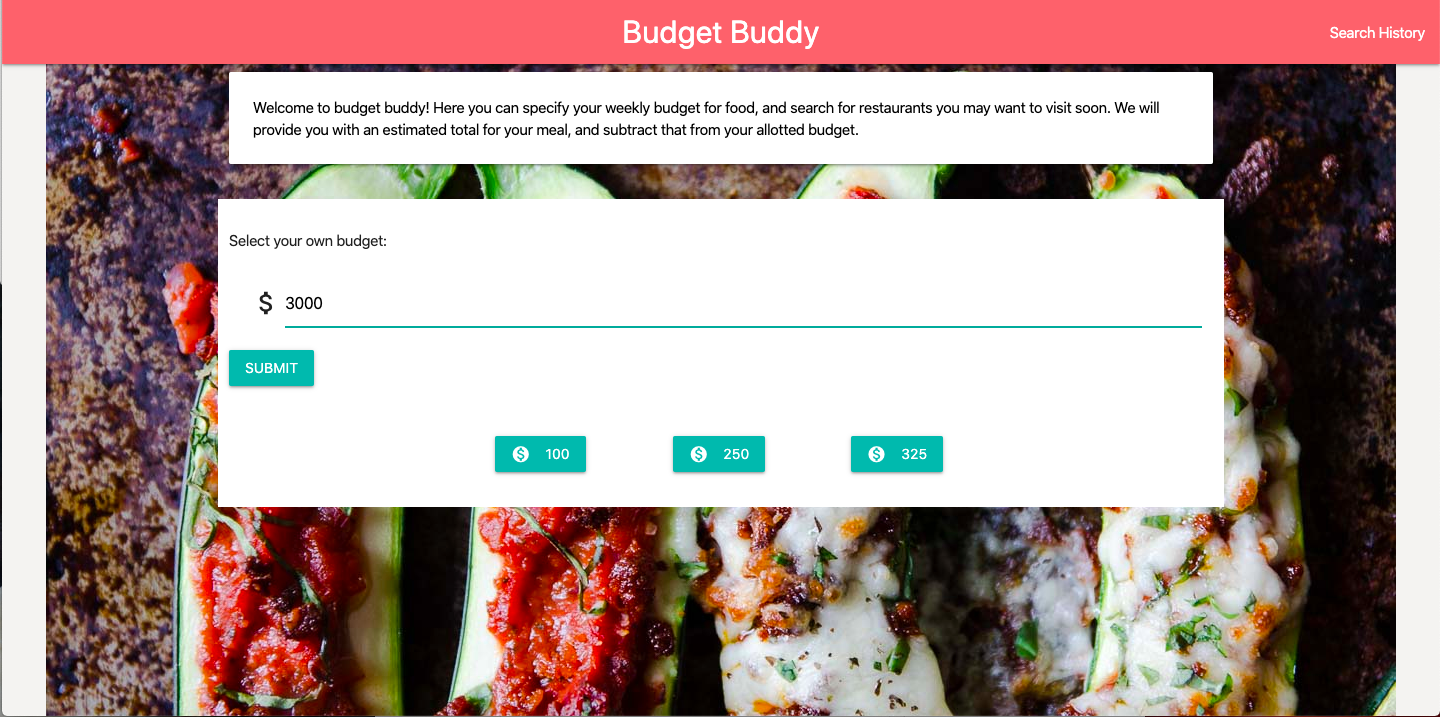 Budget Buddy
Search History
Welcome to budget buddy! Here you can specify your weekly budget for food, and search for restaurants you may want to visit soon. We will
provide you with an estimated total for your meal, and subtract that from your allotted budget.
Select your own budget:
$ 3000
SUBMIT
$ 100
$ 250
$ 325